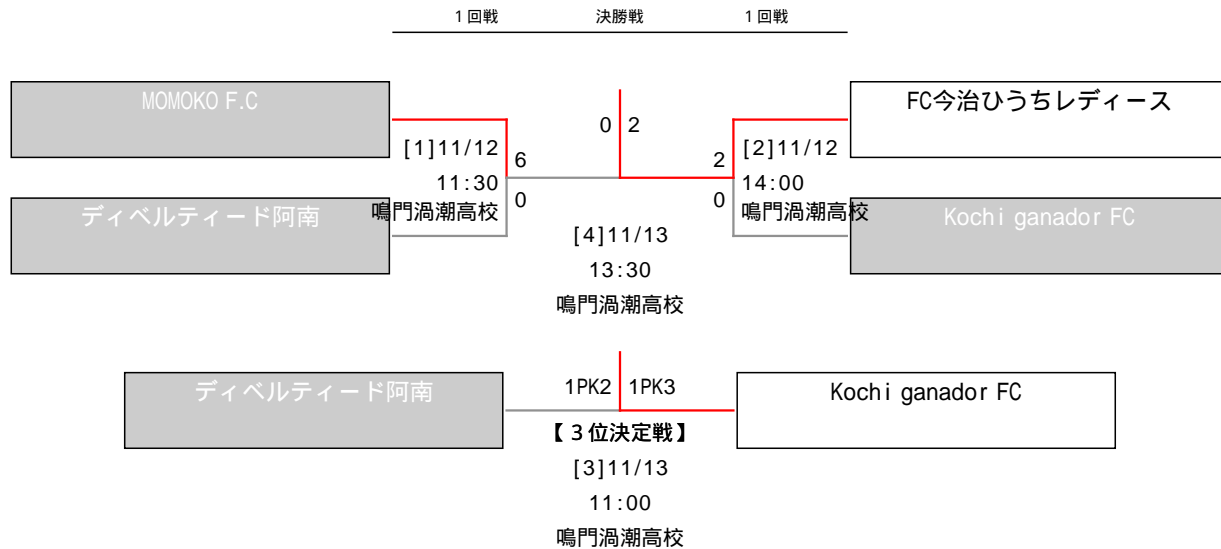 １回戦 決勝戦 １回戦
MOMOKO F.C
FC今治ひうちレディース
0 2
[1]11/12
6
11:30
0
鳴門渦潮高校
2
[2]11/12
14:00
0
鳴門渦潮高校
ディベルティード阿南
Kochi ganador FC
[4]11/13
13:30
鳴門渦潮高校
ディベルティード阿南
1PK2 1PK3
Kochi ganador FC
【３位決定戦】
[3]11/13
11:00
鳴門渦潮高校